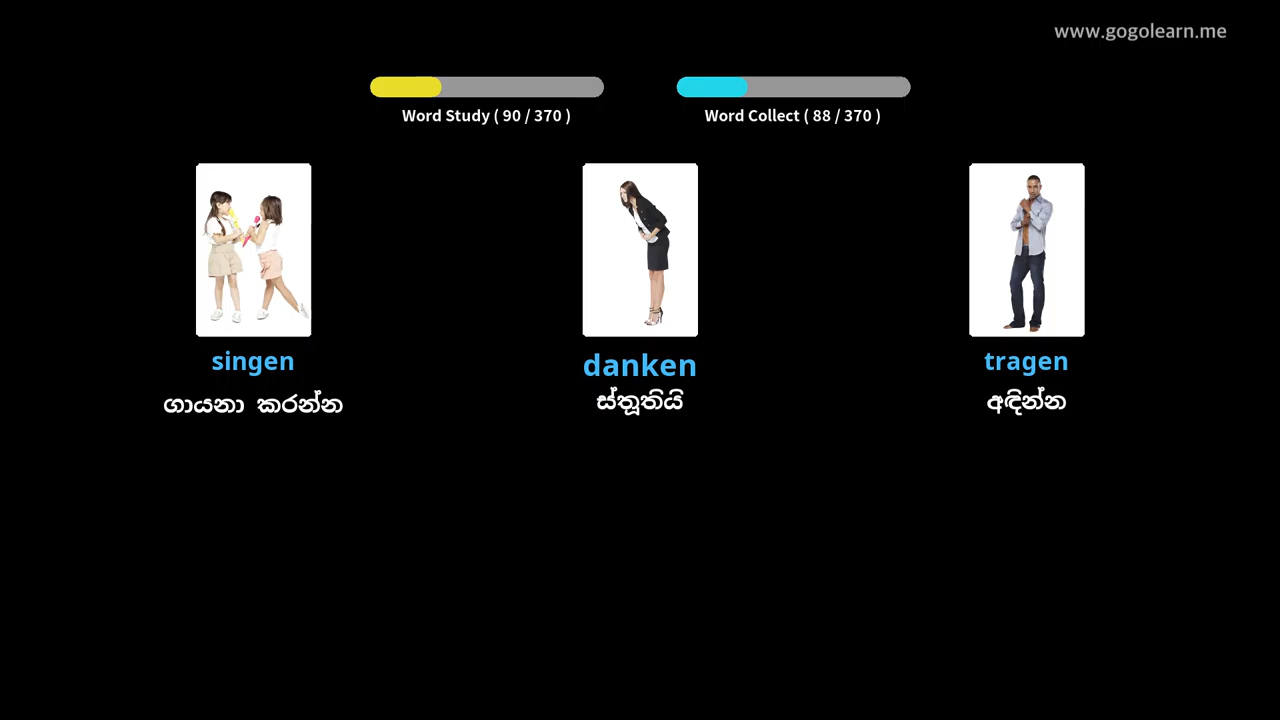 www.gogolearn.me
Word Study ( 90 / 370 )
Word Collect ( 88 / 370 )
singen
danken
tragen
ගායනා කරන්න
ස්තූතියි
අඳින්න